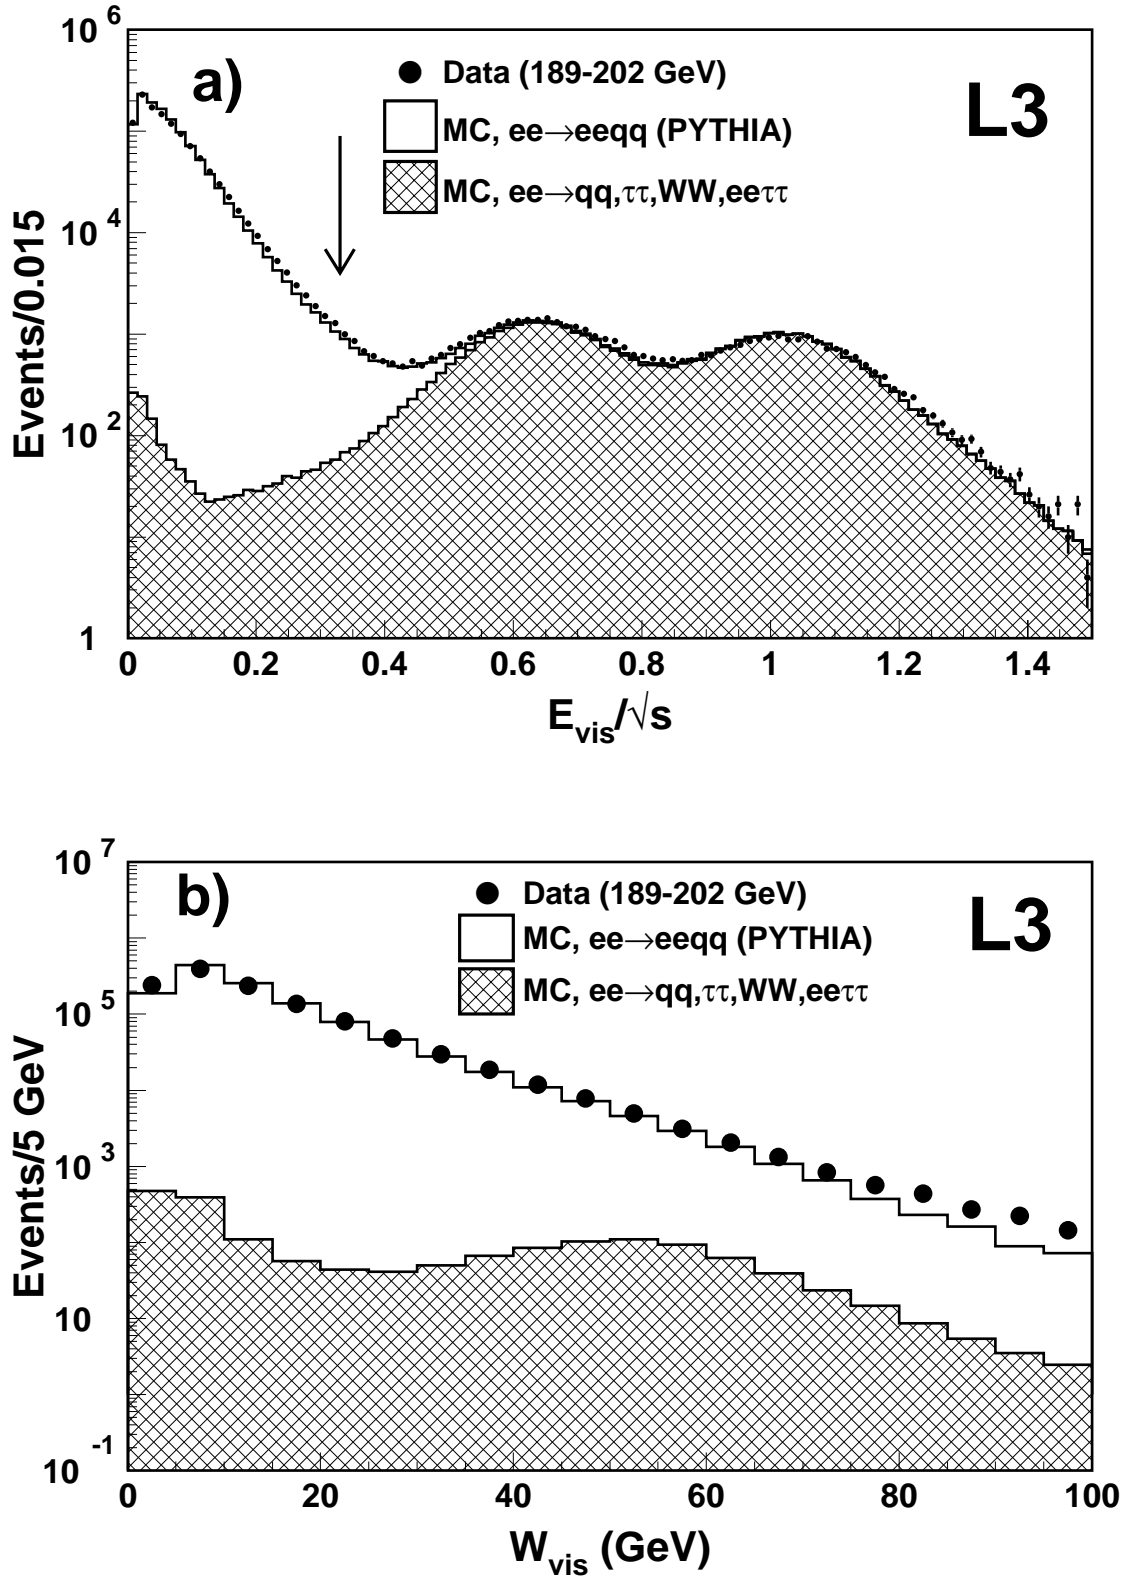 a)
L3
Data (189-202 GeV)
MC, ee→eeqq (PYTHIA)
MC, ee→qq,ττ,WW,eeττ
Events/0.015
10^6
10^4
10^2
1
0 0.2 0.4 0.6 0.8 1 1.2 1.4
E_vis/√s
b)
L3
Data (189-202 GeV)
MC, ee→eeqq (PYTHIA)
MC, ee→qq,ττ,WW,eeττ
Events/5 GeV
10^7
10^5
10^3
10
10^-1
0 20 40 60 80 100
W_vis (GeV)